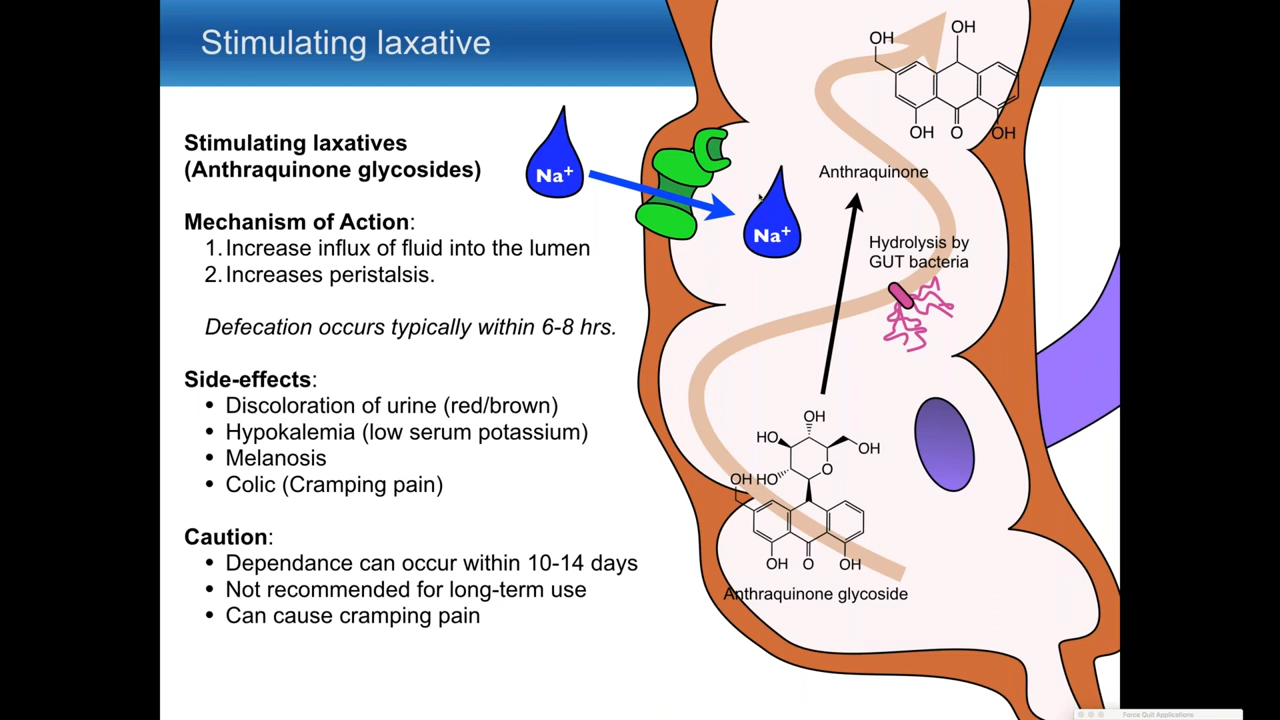 Stimulating laxative
Stimulating laxatives
(Anthraquinone glycosides)
Mechanism of Action:
1. Increase influx of fluid into the lumen
2. Increases peristalsis.
Defecation occurs typically within 6-8 hrs.
Side-effects:
• Discoloration of urine (red/brown)
• Hypokalemia (low serum potassium)
• Melanosis
• Colic (Cramping pain)
Caution:
• Dependance can occur within 10-14 days
• Not recommended for long-term use
• Can cause cramping pain
Na+
Na+
OH
OH
OH
O
OH
Anthraquinone
Hydrolysis by
GUT bacteria
OH
HO
OH
O
OH HO
OH
O
OH
Anthraquinone glycoside
Force Quit Applications